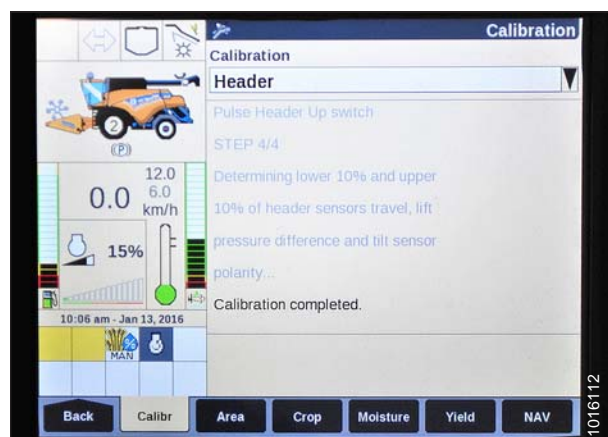 Calibration
Calibration
Header
Pulse Header Up switch
STEP 4/4
Determining lower 10% and upper
10% of header sensors travel, lift
pressure difference and tilt sensor
polarity...
Calibration completed.
2
(P)
12.0
0.0 6.0
km/h
15%
10:06 am - Jan 13, 2016
MAN
Back Calibr Area Crop Moisture Yield NAV
1016112